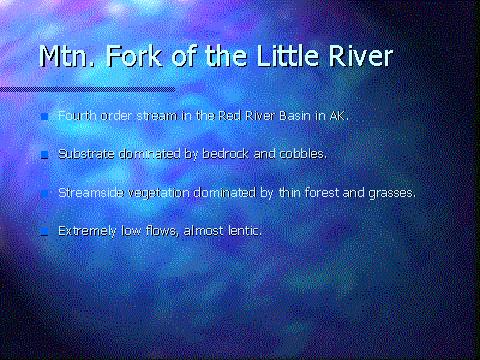 Mtn. Fork of the Little River
Fourth order stream in the Red River Basin in AK.
Substrate dominated by bedrock and cobbles.
Streamside vegetation dominated by thin forest and grasses.
Extremely low flows, almost lentic.